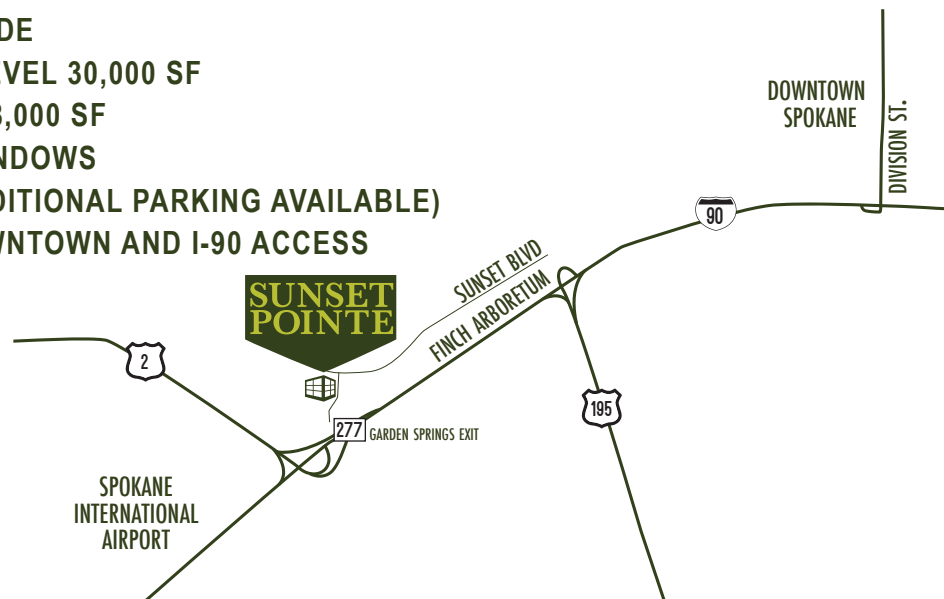 DE
EVEL 30,000 SF
3,000 SF
NDOWS
DITIONAL PARKING AVAILABLE)
WNTOWN AND I-90 ACCESS
DOWNTOWN
SPOKANE
DIVISION ST.
90
SUNSET BLVD
FINCH ARBORETUM
SUNSET
POINTE
2
195
277 GARDEN SPRINGS EXIT
SPOKANE
INTERNATIONAL
AIRPORT